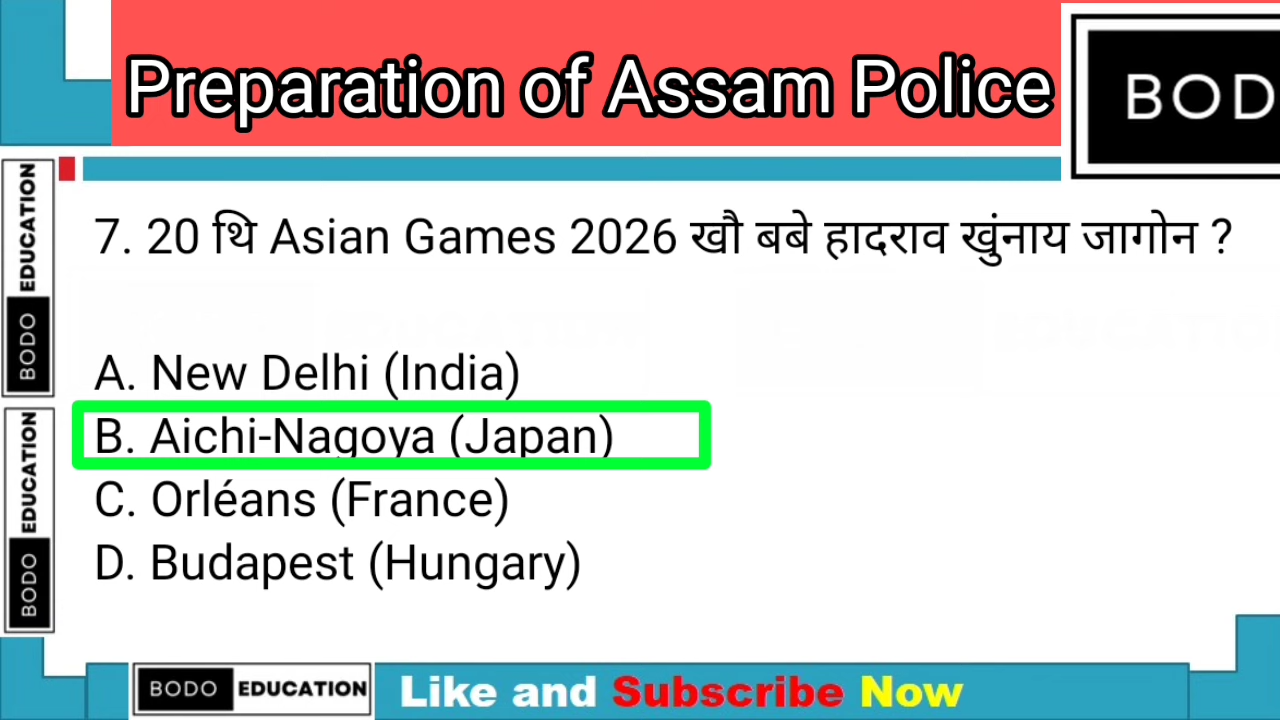 Preparation of Assam Police
BOD
BODO EDUCATION
7. 20 थि Asian Games 2026 खौ बबे हादराव खुंनाय जागोन ?
A. New Delhi (India)
B. Aichi-Nagoya (Japan)
C. Orléans (France)
D. Budapest (Hungary)
BODO EDUCATION
BODO EDUCATION
Like and Subscribe Now